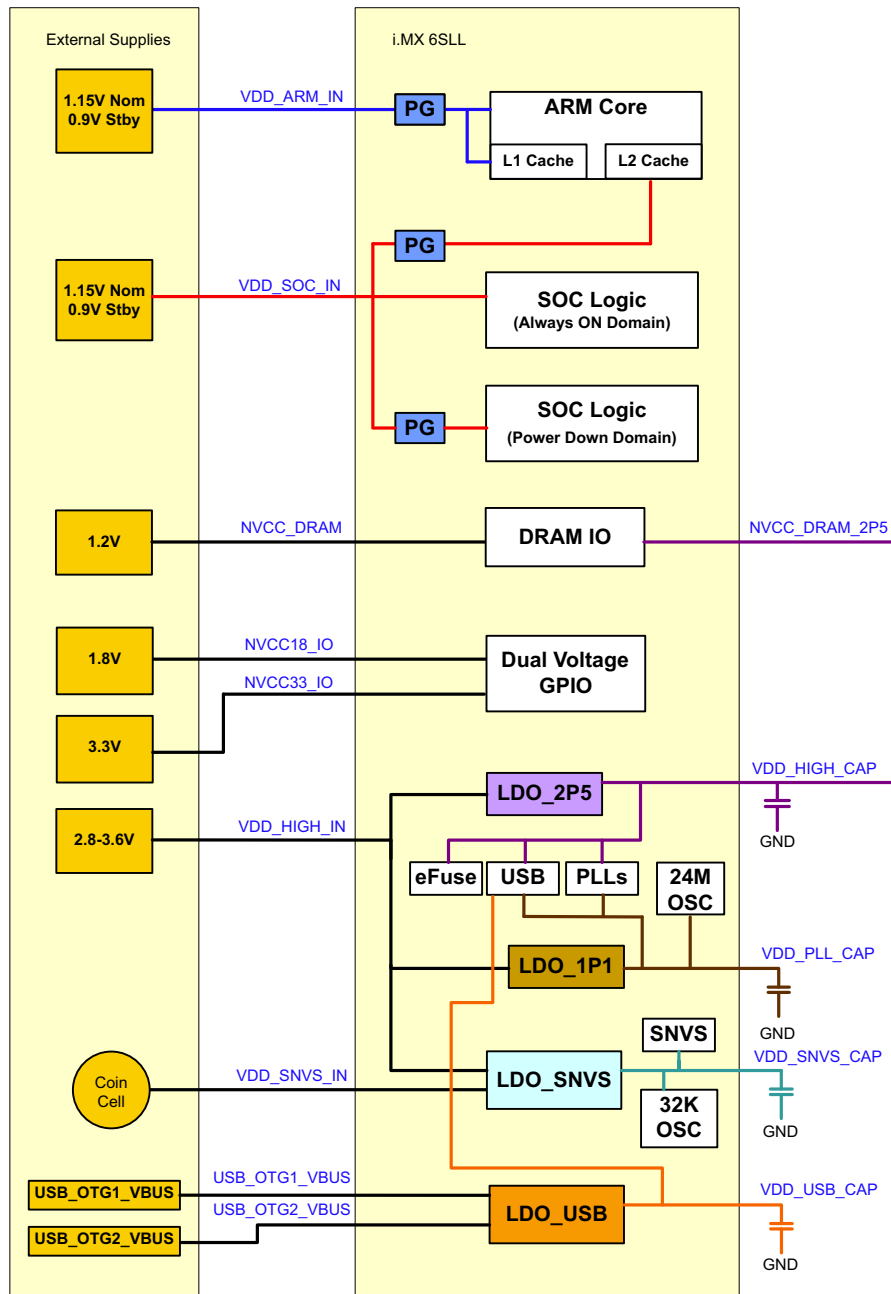 External Supplies
i.MX 6SLL
1.15V Nom
0.9V Stby
VDD_ARM_IN
PG
ARM Core
L1 Cache
L2 Cache
PG
1.15V Nom
0.9V Stby
VDD_SOC_IN
SOC Logic
(Always ON Domain)
PG
SOC Logic
(Power Down Domain)
1.2V
NVCC_DRAM
DRAM IO
NVCC_DRAM_2P5
1.8V
NVCC18_IO
Dual Voltage
GPIO
NVCC33_IO
3.3V
2.8-3.6V
VDD_HIGH_IN
LDO_2P5
VDD_HIGH_CAP
GND
eFuse
USB
PLLs
24M
OSC
LDO_1P1
VDD_PLL_CAP
GND
SNVS
Coin
Cell
VDD_SNVS_IN
LDO_SNVS
VDD_SNVS_CAP
32K
OSC
GND
USB_OTG1_VBUS
USB_OTG1_VBUS
USB_OTG2_VBUS
USB_OTG2_VBUS
LDO_USB
VDD_USB_CAP
GND